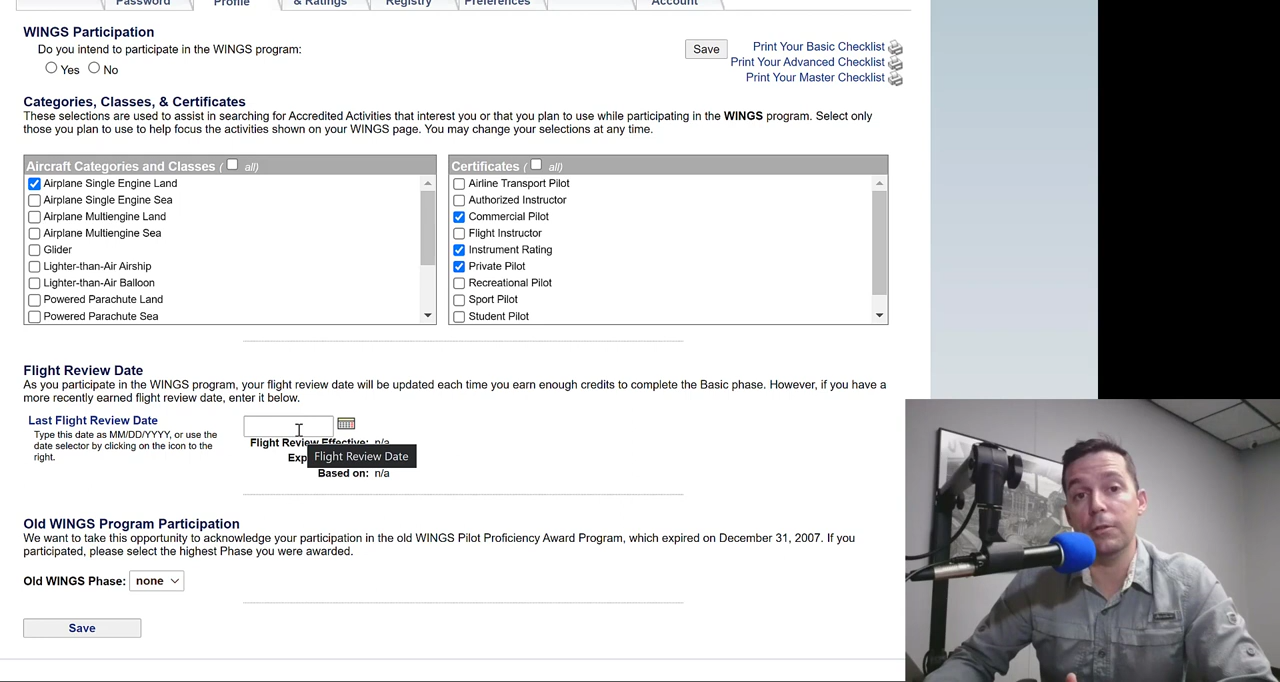 Password
Profile
& Ratings
Registry
Preferences
Account
WINGS Participation
Do you intend to participate in the WINGS program:
Yes No
Save
Print Your Basic Checklist
Print Your Advanced Checklist
Print Your Master Checklist
Categories, Classes, & Certificates
These selections are used to assist in searching for Accredited Activities that interest you or that you plan to use while participating in the WINGS program. Select only
those you plan to use to help focus the activities shown on your WINGS page. You may change your selections at any time.
Aircraft Categories and Classes ( all)
Airplane Single Engine Land
Airplane Single Engine Sea
Airplane Multiengine Land
Airplane Multiengine Sea
Glider
Lighter-than-Air Airship
Lighter-than-Air Balloon
Powered Parachute Land
Powered Parachute Sea
Certificates ( all)
Airline Transport Pilot
Authorized Instructor
Commercial Pilot
Flight Instructor
Instrument Rating
Private Pilot
Recreational Pilot
Sport Pilot
Student Pilot
Flight Review Date
As you participate in the WINGS program, your flight review date will be updated each time you earn enough credits to complete the Basic phase. However, if you have a
more recently earned flight review date, enter it below.
Last Flight Review Date
Type this date as MM/DD/YYYY, or use the
date selector by clicking on the icon to the
right.
Flight Review Effective: n/a
Exp
Flight Review Date
Based on: n/a
Old WINGS Program Participation
We want to take this opportunity to acknowledge your participation in the old WINGS Pilot Proficiency Award Program, which expired on December 31, 2007. If you
participated, please select the highest Phase you were awarded.
Old WINGS Phase: none
Save